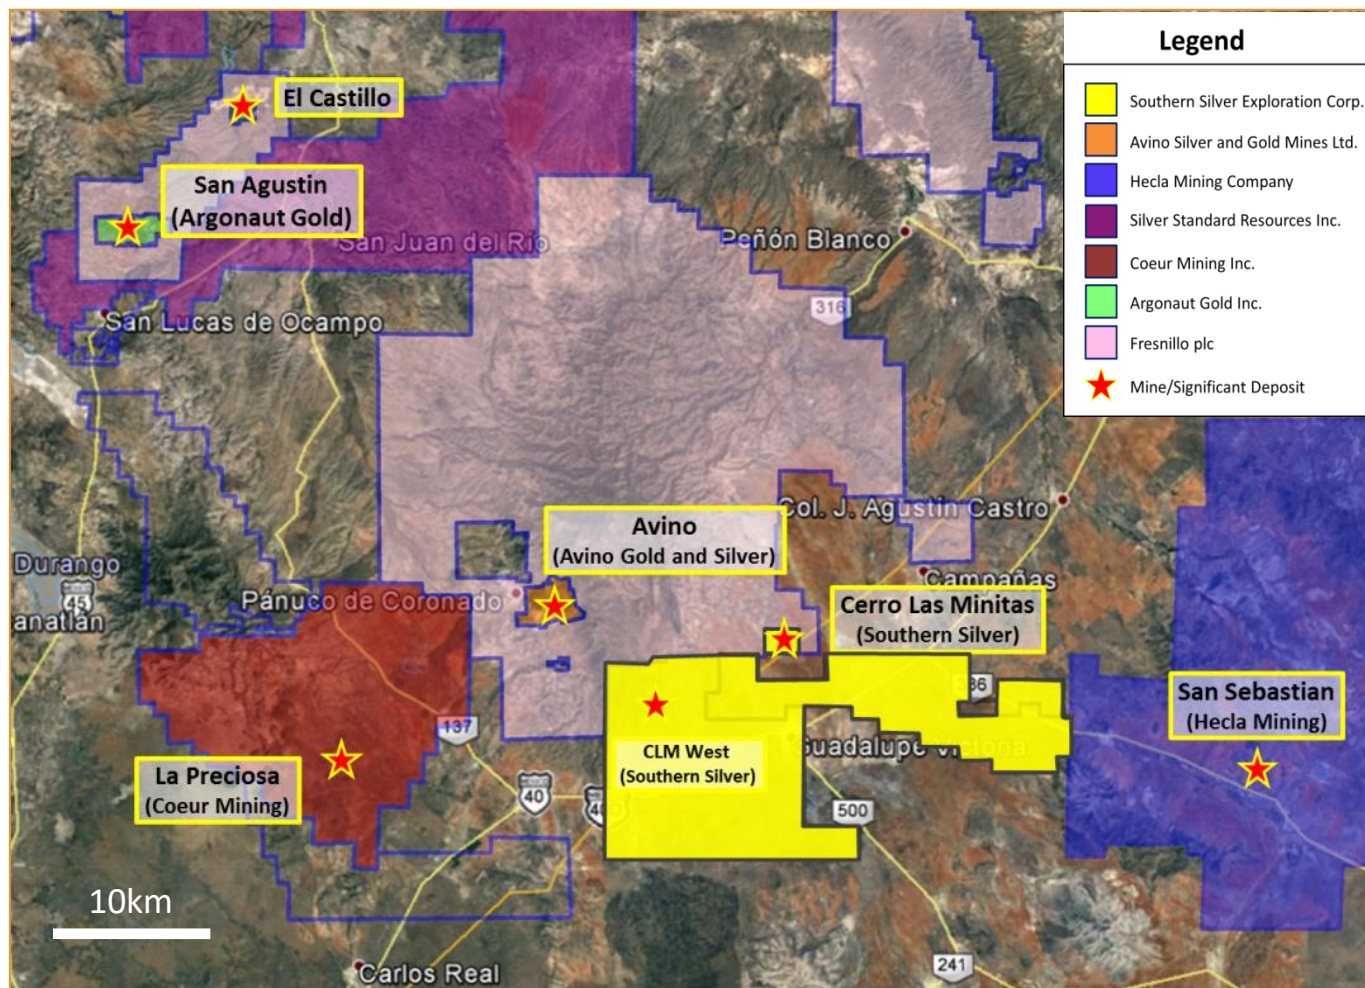 Legend
Southern Silver Exploration Corp.
Avino Silver and Gold Mines Ltd.
Hecla Mining Company
Silver Standard Resources Inc.
Coeur Mining Inc.
Argonaut Gold Inc.
Fresnillo plc
Mine/Significant Deposit
El Castillo
San Agustin
(Argonaut Gold)
San Juan del Río
Peñón Blanco
316
San Lucas de Ocampo
Col. J. Agustín Castro
Avino
(Avino Gold and Silver)
Durango
45
anatlán
Pánuco de Coronado
Campañas
Cerro Las Minitas
(Southern Silver)
San Sebastian
(Hecla Mining)
137
CLM West
(Southern Silver)
Guadalupe Victoria
La Preciosa
(Coeur Mining)
40
500
10km
241
Carlos Real